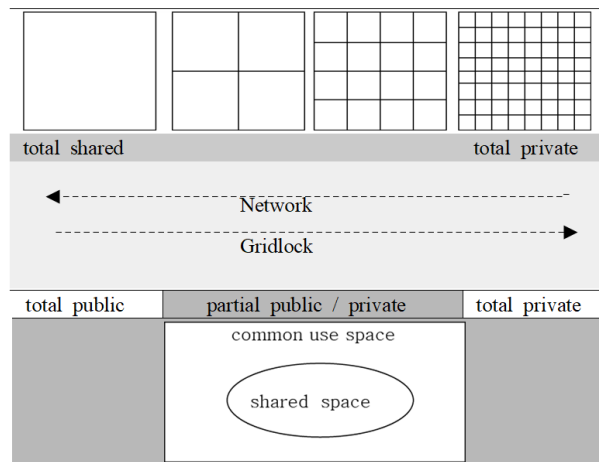 total shared total private
Network
Gridlock
total public partial public / private total private
common use space
shared space